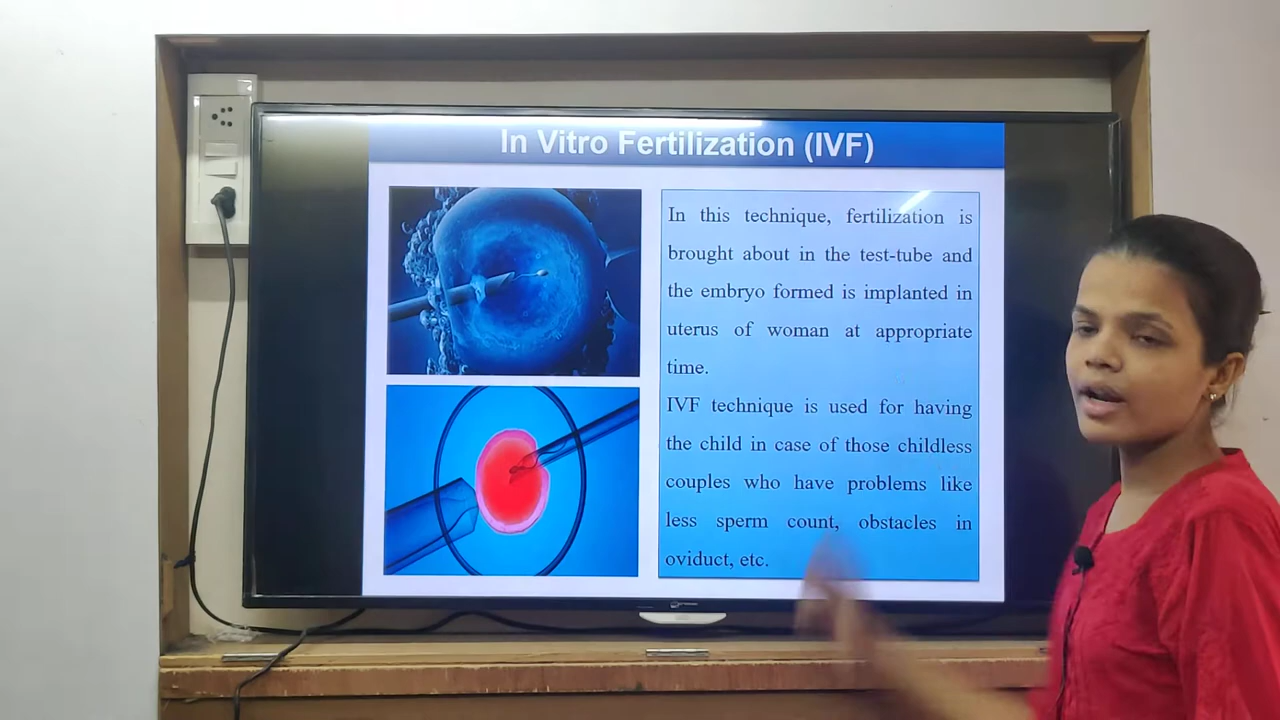 In Vitro Fertilization (IVF)
In this technique, fertilization is
brought about in the test-tube and
the embryo formed is implanted in
uterus of woman at appropriate
time.
IVF technique is used for having
the child in case of those childless
couples who have problems like
less sperm count, obstacles in
oviduct, etc.